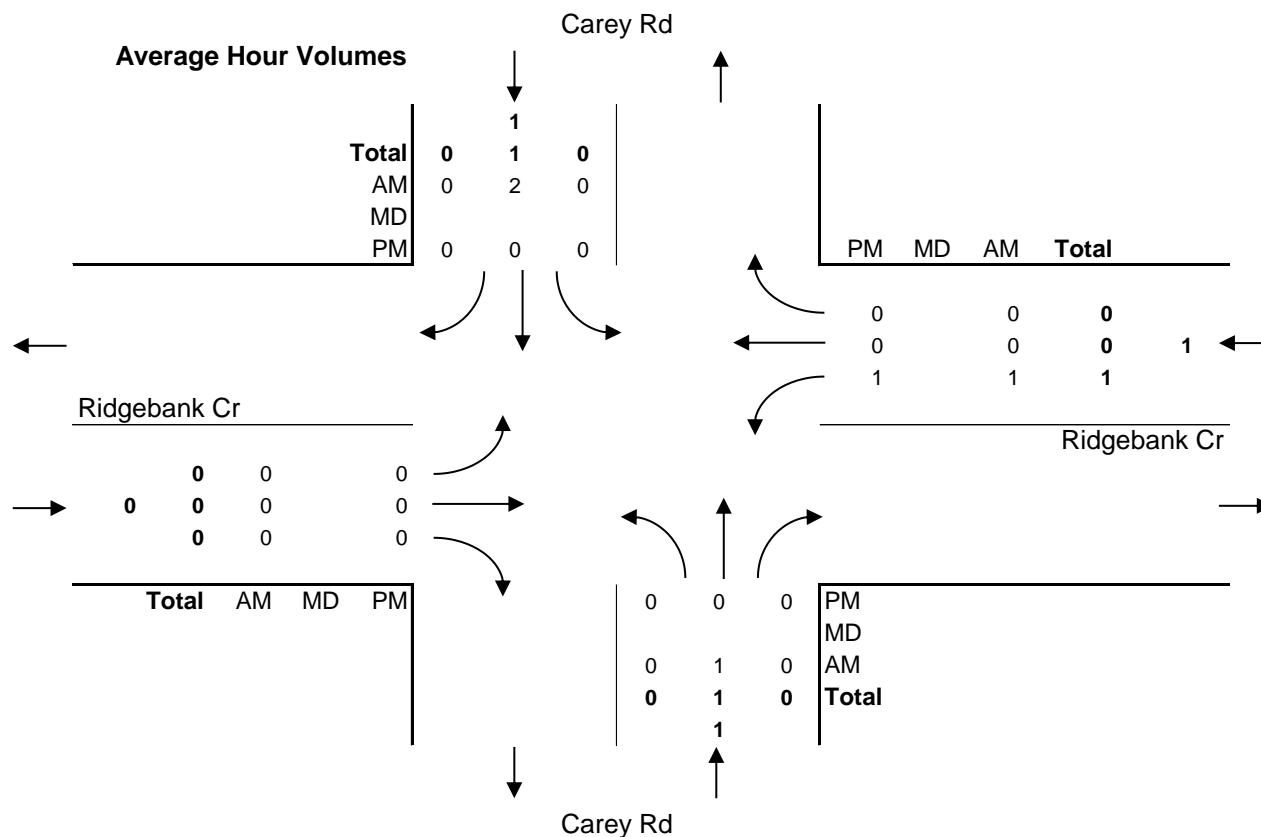 Carey Rd
Average Hour Volumes
1
Total 0 1 0
AM 0 2 0
MD
PM 0 0 0
PM MD AM Total
0 0 0
0 0 0 1
1 1 1
Ridgebank Cr
Ridgebank Cr
0 0 0
0 0 0 0
0 0 0
Total AM MD PM
0 0 0 PM
MD
0 1 0 AM
0 1 0 Total
1
Carey Rd